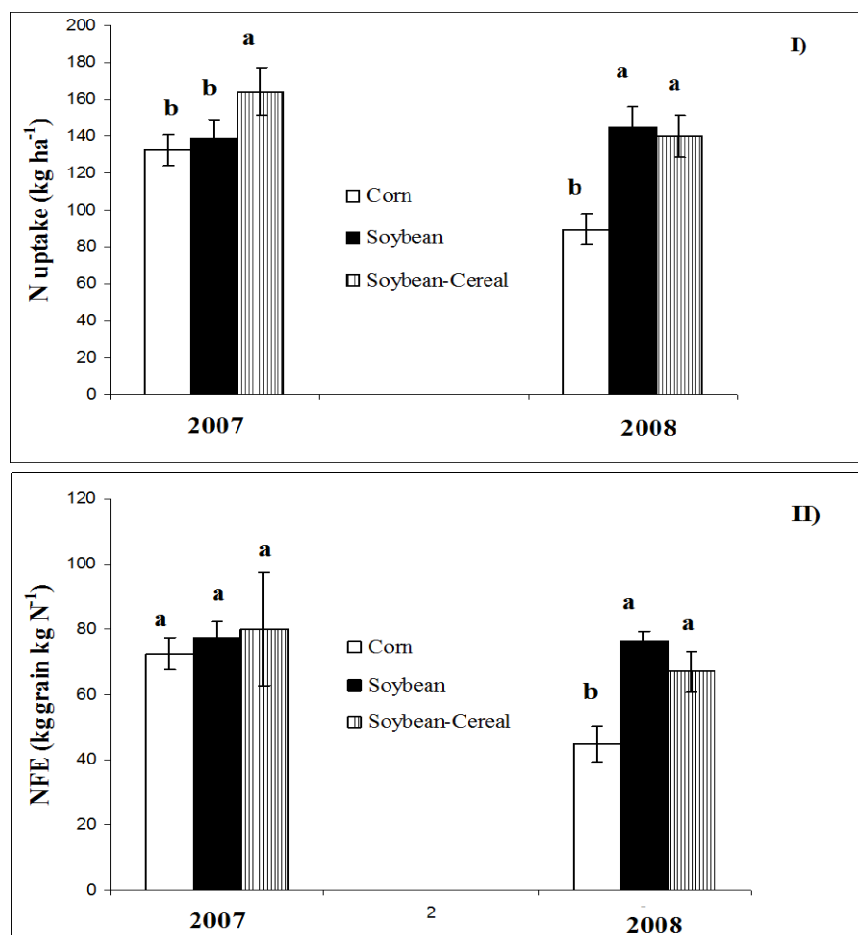 200
180
160
140
120
100
80
60
40
20
0
N uptake (kg ha⁻¹)
I)
b b a
b a a
Corn
Soybean
Soybean-Cereal
2007 2008
120
100
80
60
40
20
0
NFE (kg grain kg N⁻¹)
II)
a a a
b a a
Corn
Soybean
Soybean-Cereal
2007 2 2008